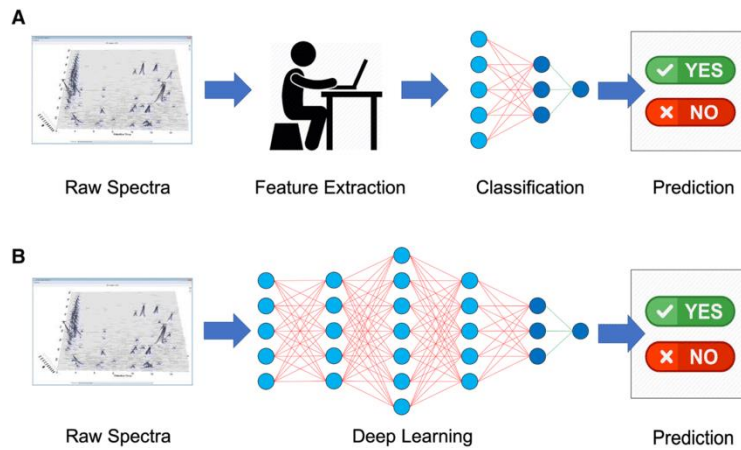 A
YES
NO
Raw Spectra
Feature Extraction
Classification
Prediction
B
YES
NO
Raw Spectra
Deep Learning
Prediction